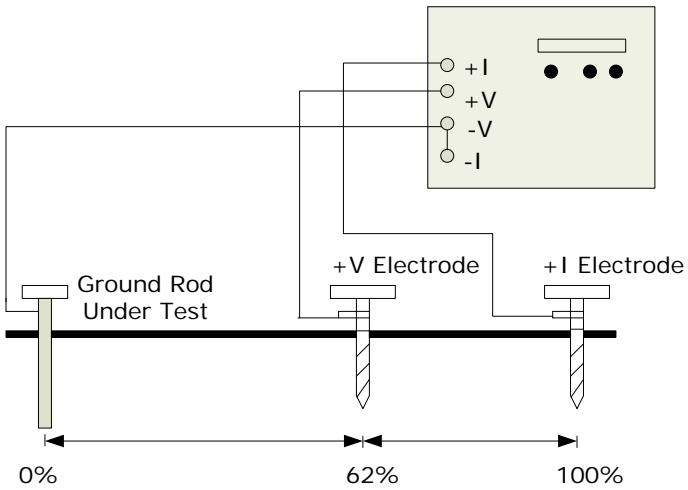 +I
+V
-V
-I
+V Electrode
+I Electrode
Ground Rod
Under Test
0%
62%
100%